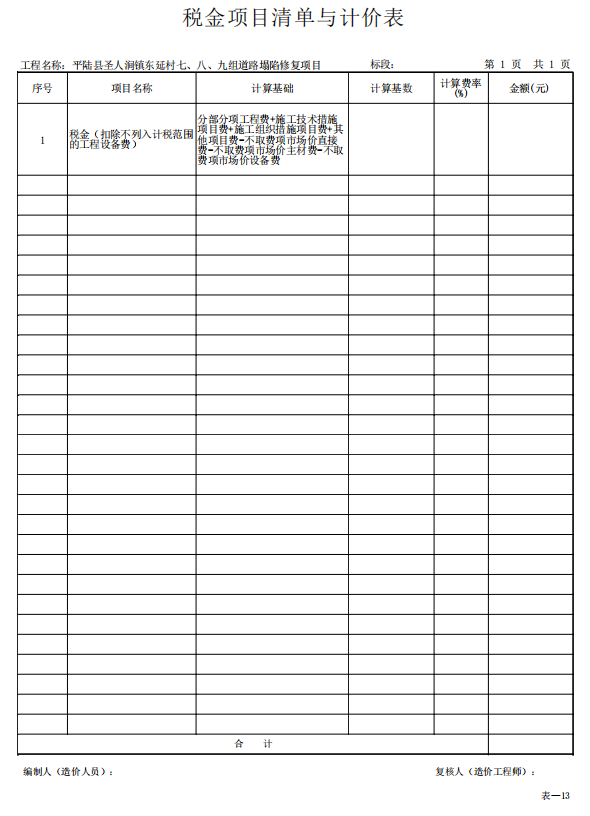 税金项目清单与计价表
工程名称：平陆县圣人涧镇东延村七、八、九组道路塌陷修复项目 标段： 第 1 页 共 1 页
序号 项目名称 计算基础 计算基数 计算费率(%) 金额(元)
1
税金（扣除不列入计税范围
的工程设备费）
分部分项工程费+施工技术措施
项目费+施工组织措施项目费+其
他项目费-不取费项市场价直接
费-不取费项市场价主材费-不取
费项市场价设备费
合 计
编制人（造价人员）： 复核人（造价工程师）：
表—13